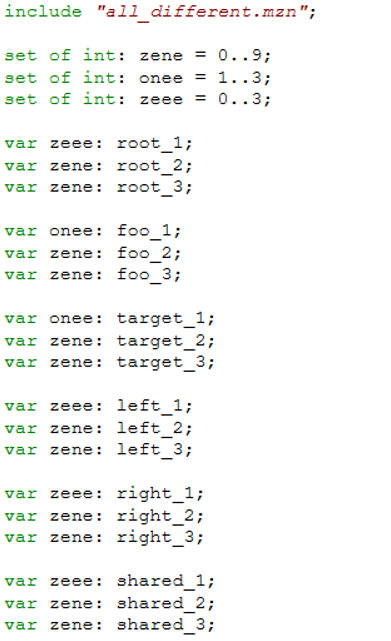 include "all_different.mzn";
set of int: zene = 0..9;
set of int: onee = 1..3;
set of int: zeee = 0..3;
var zeee: root_1;
var zene: root_2;
var zene: root_3;
var onee: foo_1;
var zene: foo_2;
var zene: foo_3;
var onee: target_1;
var zene: target_2;
var zene: target_3;
var zeee: left_1;
var zene: left_2;
var zene: left_3;
var zeee: right_1;
var zene: right_2;
var zene: right_3;
var zeee: shared_1;
var zene: shared_2;
var zene: shared_3;